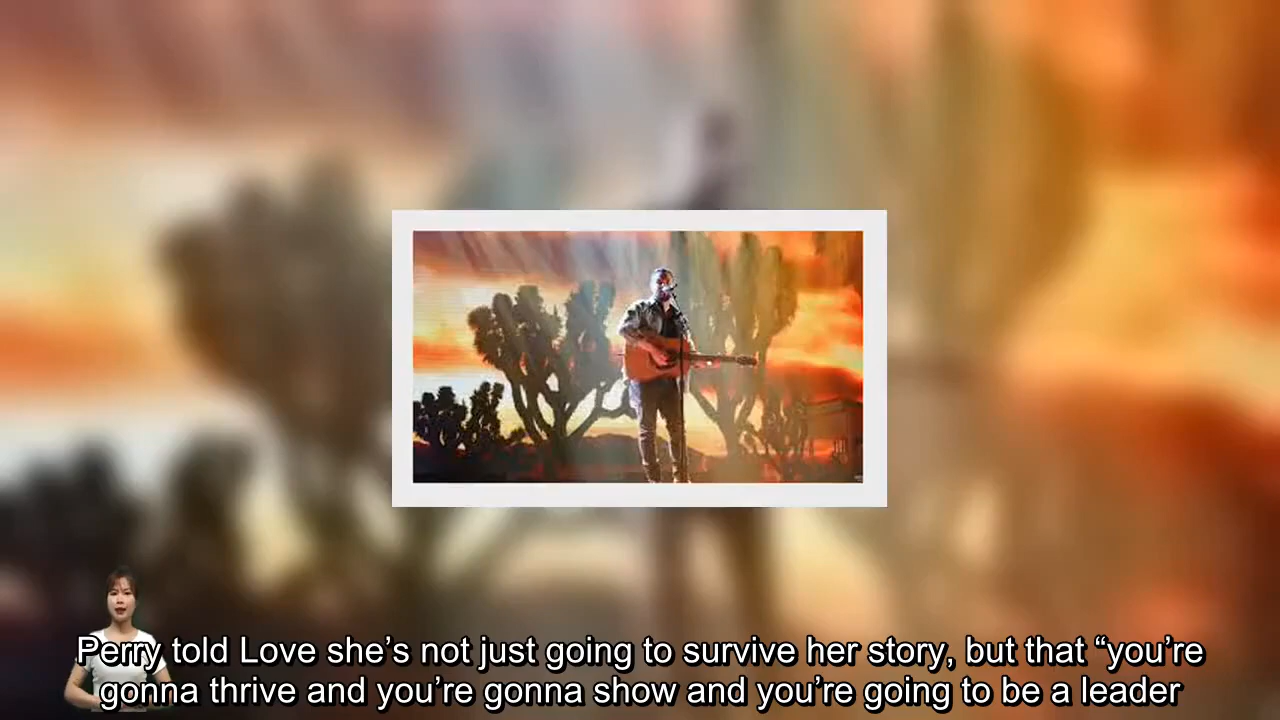 Perry told Love she’s not just going to survive her story, but that “you’re
gonna thrive and you’re gonna show and you’re going to be a leader